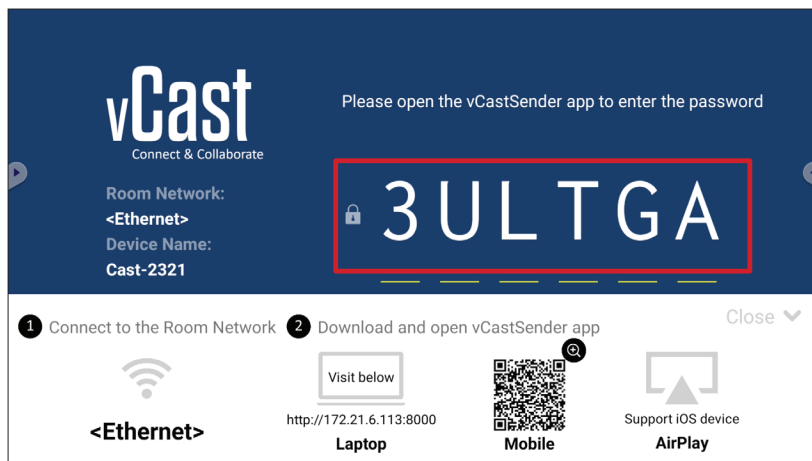 vCast
Connect & Collaborate
Room Network:
<Ethernet>
Device Name:
Cast-2321
Please open the vCastSender app to enter the password
3ULTGA
1 Connect to the Room Network
<Ethernet>
2 Download and open vCastSender app
Close
Visit below
http://172.21.6.113:8000
Laptop
Mobile
Support iOS device
AirPlay